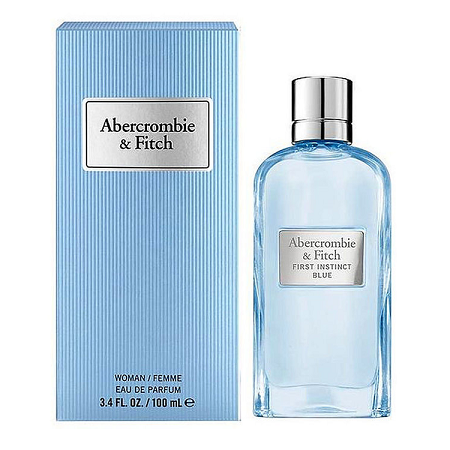 Abercrombie
& Fitch
WOMAN / FEMME
EAU DE PARFUM
3.4 FL. OZ. / 100 mL ℮
Abercrombie
& Fitch
FIRST INSTINCT
BLUE